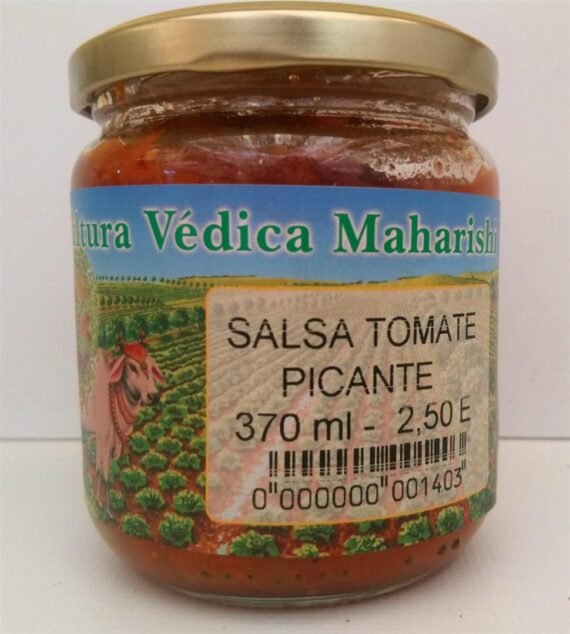 ltura Védica Maharishi
SALSA TOMATE
PICANTE
370 ml - 2,50 E
0"000000"001403"